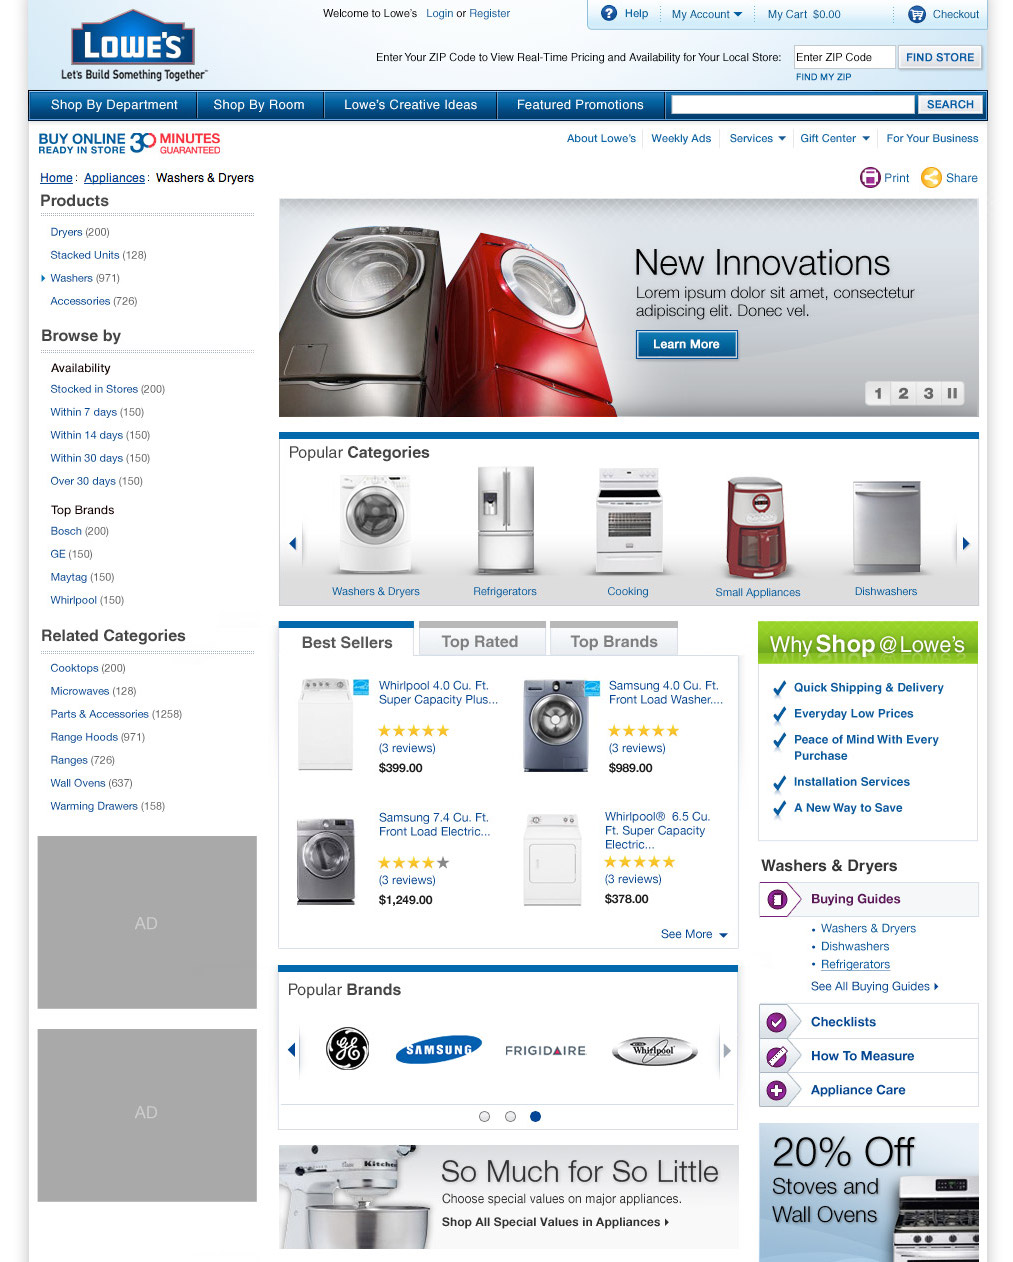 LOWE'S
Let's Build Something Together™
Welcome to Lowe's Login or Register
Help
My Account
My Cart $0.00
Checkout
Enter Your ZIP Code to View Real-Time Pricing and Availability for Your Local Store:
Enter ZIP Code
FIND STORE
FIND MY ZIP
Shop By Department
Shop By Room
Lowe's Creative Ideas
Featured Promotions
SEARCH
BUY ONLINE 30 MINUTES
READY IN STORE GUARANTEED
About Lowe's
Weekly Ads
Services
Gift Center
For Your Business
Home : Appliances : Washers & Dryers
Print
Share
Products
Dryers (200)
Stacked Units (128)
Washers (971)
Accessories (726)
Browse by
Availability
Stocked in Stores (200)
Within 7 days (150)
Within 14 days (150)
Within 30 days (150)
Over 30 days (150)
Top Brands
Bosch (200)
GE (150)
Maytag (150)
Whirlpool (150)
Related Categories
Cooktops (200)
Microwaves (128)
Parts & Accessories (1258)
Range Hoods (971)
Ranges (726)
Wall Ovens (637)
Warming Drawers (158)
AD
AD
New Innovations
Lorem ipsum dolor sit amet, consectetur
adipiscing elit. Donec vel.
Learn More
1 2 3
Popular Categories
Washers & Dryers
Refrigerators
Cooking
Small Appliances
Dishwashers
Best Sellers
Top Rated
Top Brands
Whirlpool 4.0 Cu. Ft.
Super Capacity Plus...
(3 reviews)
$399.00
Samsung 4.0 Cu. Ft.
Front Load Washer....
(3 reviews)
$989.00
Samsung 7.4 Cu. Ft.
Front Load Electric...
(3 reviews)
$1,249.00
Whirlpool® 6.5 Cu.
Ft. Super Capacity
Electric...
(3 reviews)
$378.00
See More
Popular Brands
GE
SAMSUNG
FRIGIDAIRE
Whirlpool
So Much for So Little
Choose special values on major appliances.
Shop All Special Values in Appliances
Why Shop @ Lowe's
Quick Shipping & Delivery
Everyday Low Prices
Peace of Mind With Every
Purchase
Installation Services
A New Way to Save
Washers & Dryers
Buying Guides
• Washers & Dryers
• Dishwashers
• Refrigerators
See All Buying Guides
Checklists
How To Measure
Appliance Care
20% Off
Stoves and
Wall Ovens